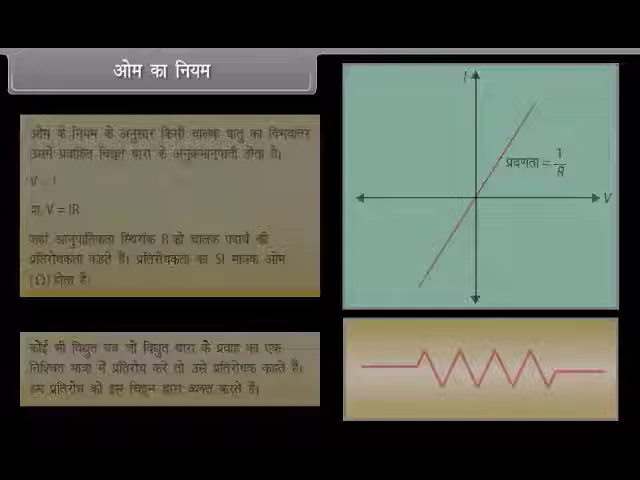 ओम का नियम
ओम के नियम के अनुसार किसी चालक धातु का विभवान्तर
उसमें प्रवाहित विद्युत धारा के अनुक्रमानुपाती होता है।
V I
या, V = IR
जहां आनुपातिकता स्थिरांक R को चालक पदार्थ की
प्रतिरोधकता कहते हैं। प्रतिरोधकता का SI मात्रक ओम
(Ω) होता है।
कोई भी विद्युत यंत्र जो विद्युत धारा के प्रवाह का एक
निश्चित मात्रा में प्रतिरोध करे तो उसे प्रतिरोधक कहते हैं।
हम प्रतिरोध को इस चिह्न द्वारा व्यक्त करते हैं।
I
प्रवणता = 1/R
V